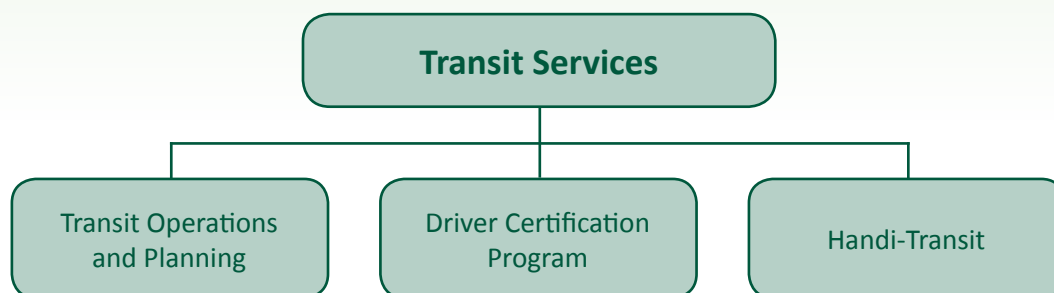 Transit Services
Transit Operations
and Planning
Driver Certification
Program
Handi-Transit